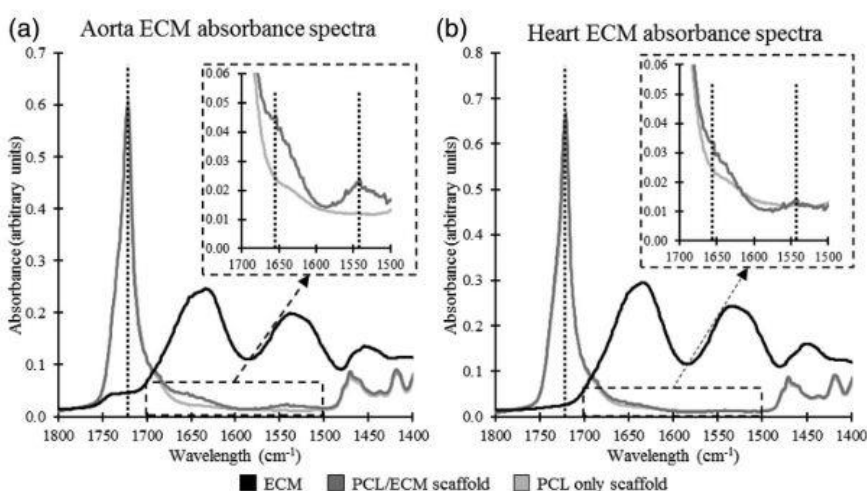 (a) Aorta ECM absorbance spectra
0.7
0.6
0.5
0.4
0.3
0.2
0.1
0.0
Absorbance (arbitrary units)
0.06
0.05
0.04
0.03
0.02
0.01
0.00
1700 1650 1600 1550 1500
1800 1750 1700 1650 1600 1550 1500 1450 1400
Wavelength (cm-1)
(b) Heart ECM absorbance spectra
0.8
0.7
0.6
0.5
0.4
0.3
0.2
0.1
0.0
Absorbance (arbitrary units)
0.06
0.05
0.04
0.03
0.02
0.01
0.00
1700 1650 1600 1550 1500
1800 1750 1700 1650 1600 1550 1500 1450 1400
Wavelength (cm-1)
ECM PCL/ECM scaffold PCL only scaffold